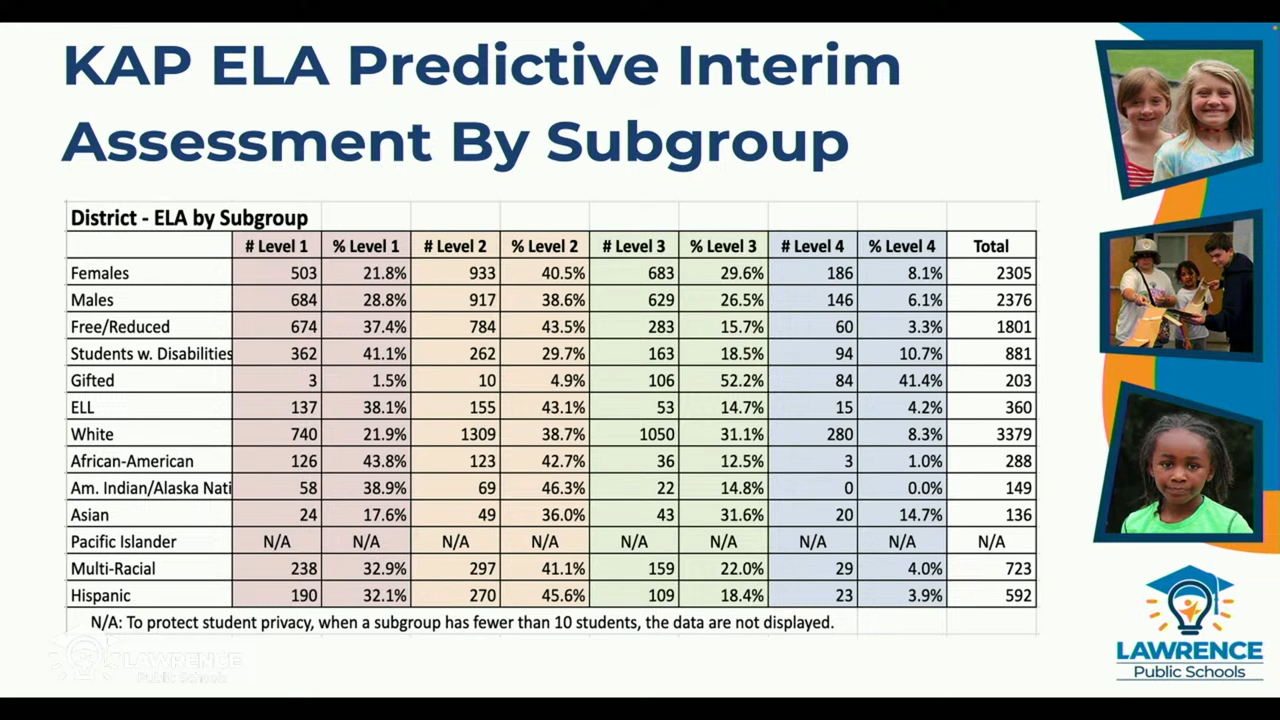 KAP ELA Predictive Interim
Assessment By Subgroup
District - ELA by Subgroup
# Level 1 % Level 1 # Level 2 % Level 2 # Level 3 % Level 3 # Level 4 % Level 4 Total
Females 503 21.8% 933 40.5% 683 29.6% 186 8.1% 2305
Males 684 28.8% 917 38.6% 629 26.5% 146 6.1% 2376
Free/Reduced 674 37.4% 784 43.5% 283 15.7% 60 3.3% 1801
Students w. Disabilities 362 41.1% 262 29.7% 163 18.5% 94 10.7% 881
Gifted 3 1.5% 10 4.9% 106 52.2% 84 41.4% 203
ELL 137 38.1% 155 43.1% 53 14.7% 15 4.2% 360
White 740 21.9% 1309 38.7% 1050 31.1% 280 8.3% 3379
African-American 126 43.8% 123 42.7% 36 12.5% 3 1.0% 288
Am. Indian/Alaska Nati 58 38.9% 69 46.3% 22 14.8% 0 0.0% 149
Asian 24 17.6% 49 36.0% 43 31.6% 20 14.7% 136
Pacific Islander N/A N/A N/A N/A N/A N/A N/A N/A N/A
Multi-Racial 238 32.9% 297 41.1% 159 22.0% 29 4.0% 723
Hispanic 190 32.1% 270 45.6% 109 18.4% 23 3.9% 592
N/A: To protect student privacy, when a subgroup has fewer than 10 students, the data are not displayed.
LAWRENCE
Public Schools
LAWRENCE
Public Schools